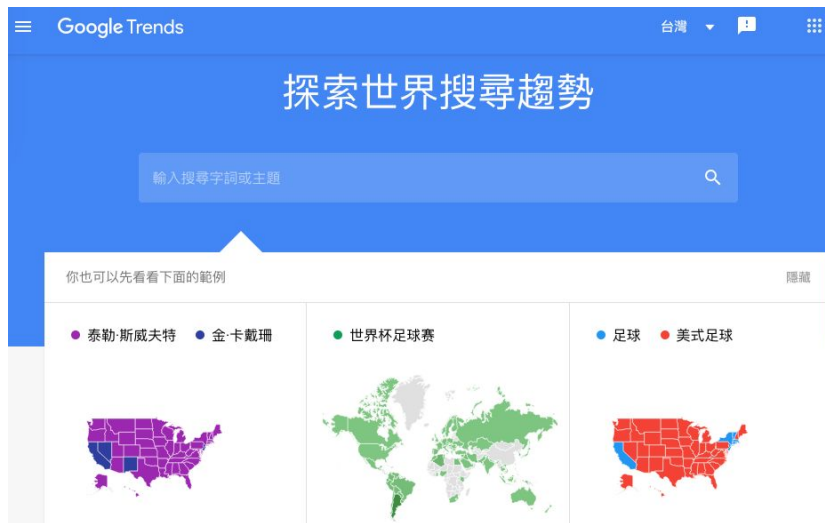 Google Trends
台灣
探索世界搜尋趨勢
輸入搜尋字詞或主題
你也可以先看看下面的範例
隱藏
泰勒·斯威夫特 金·卡戴珊
世界杯足球赛
足球 美式足球